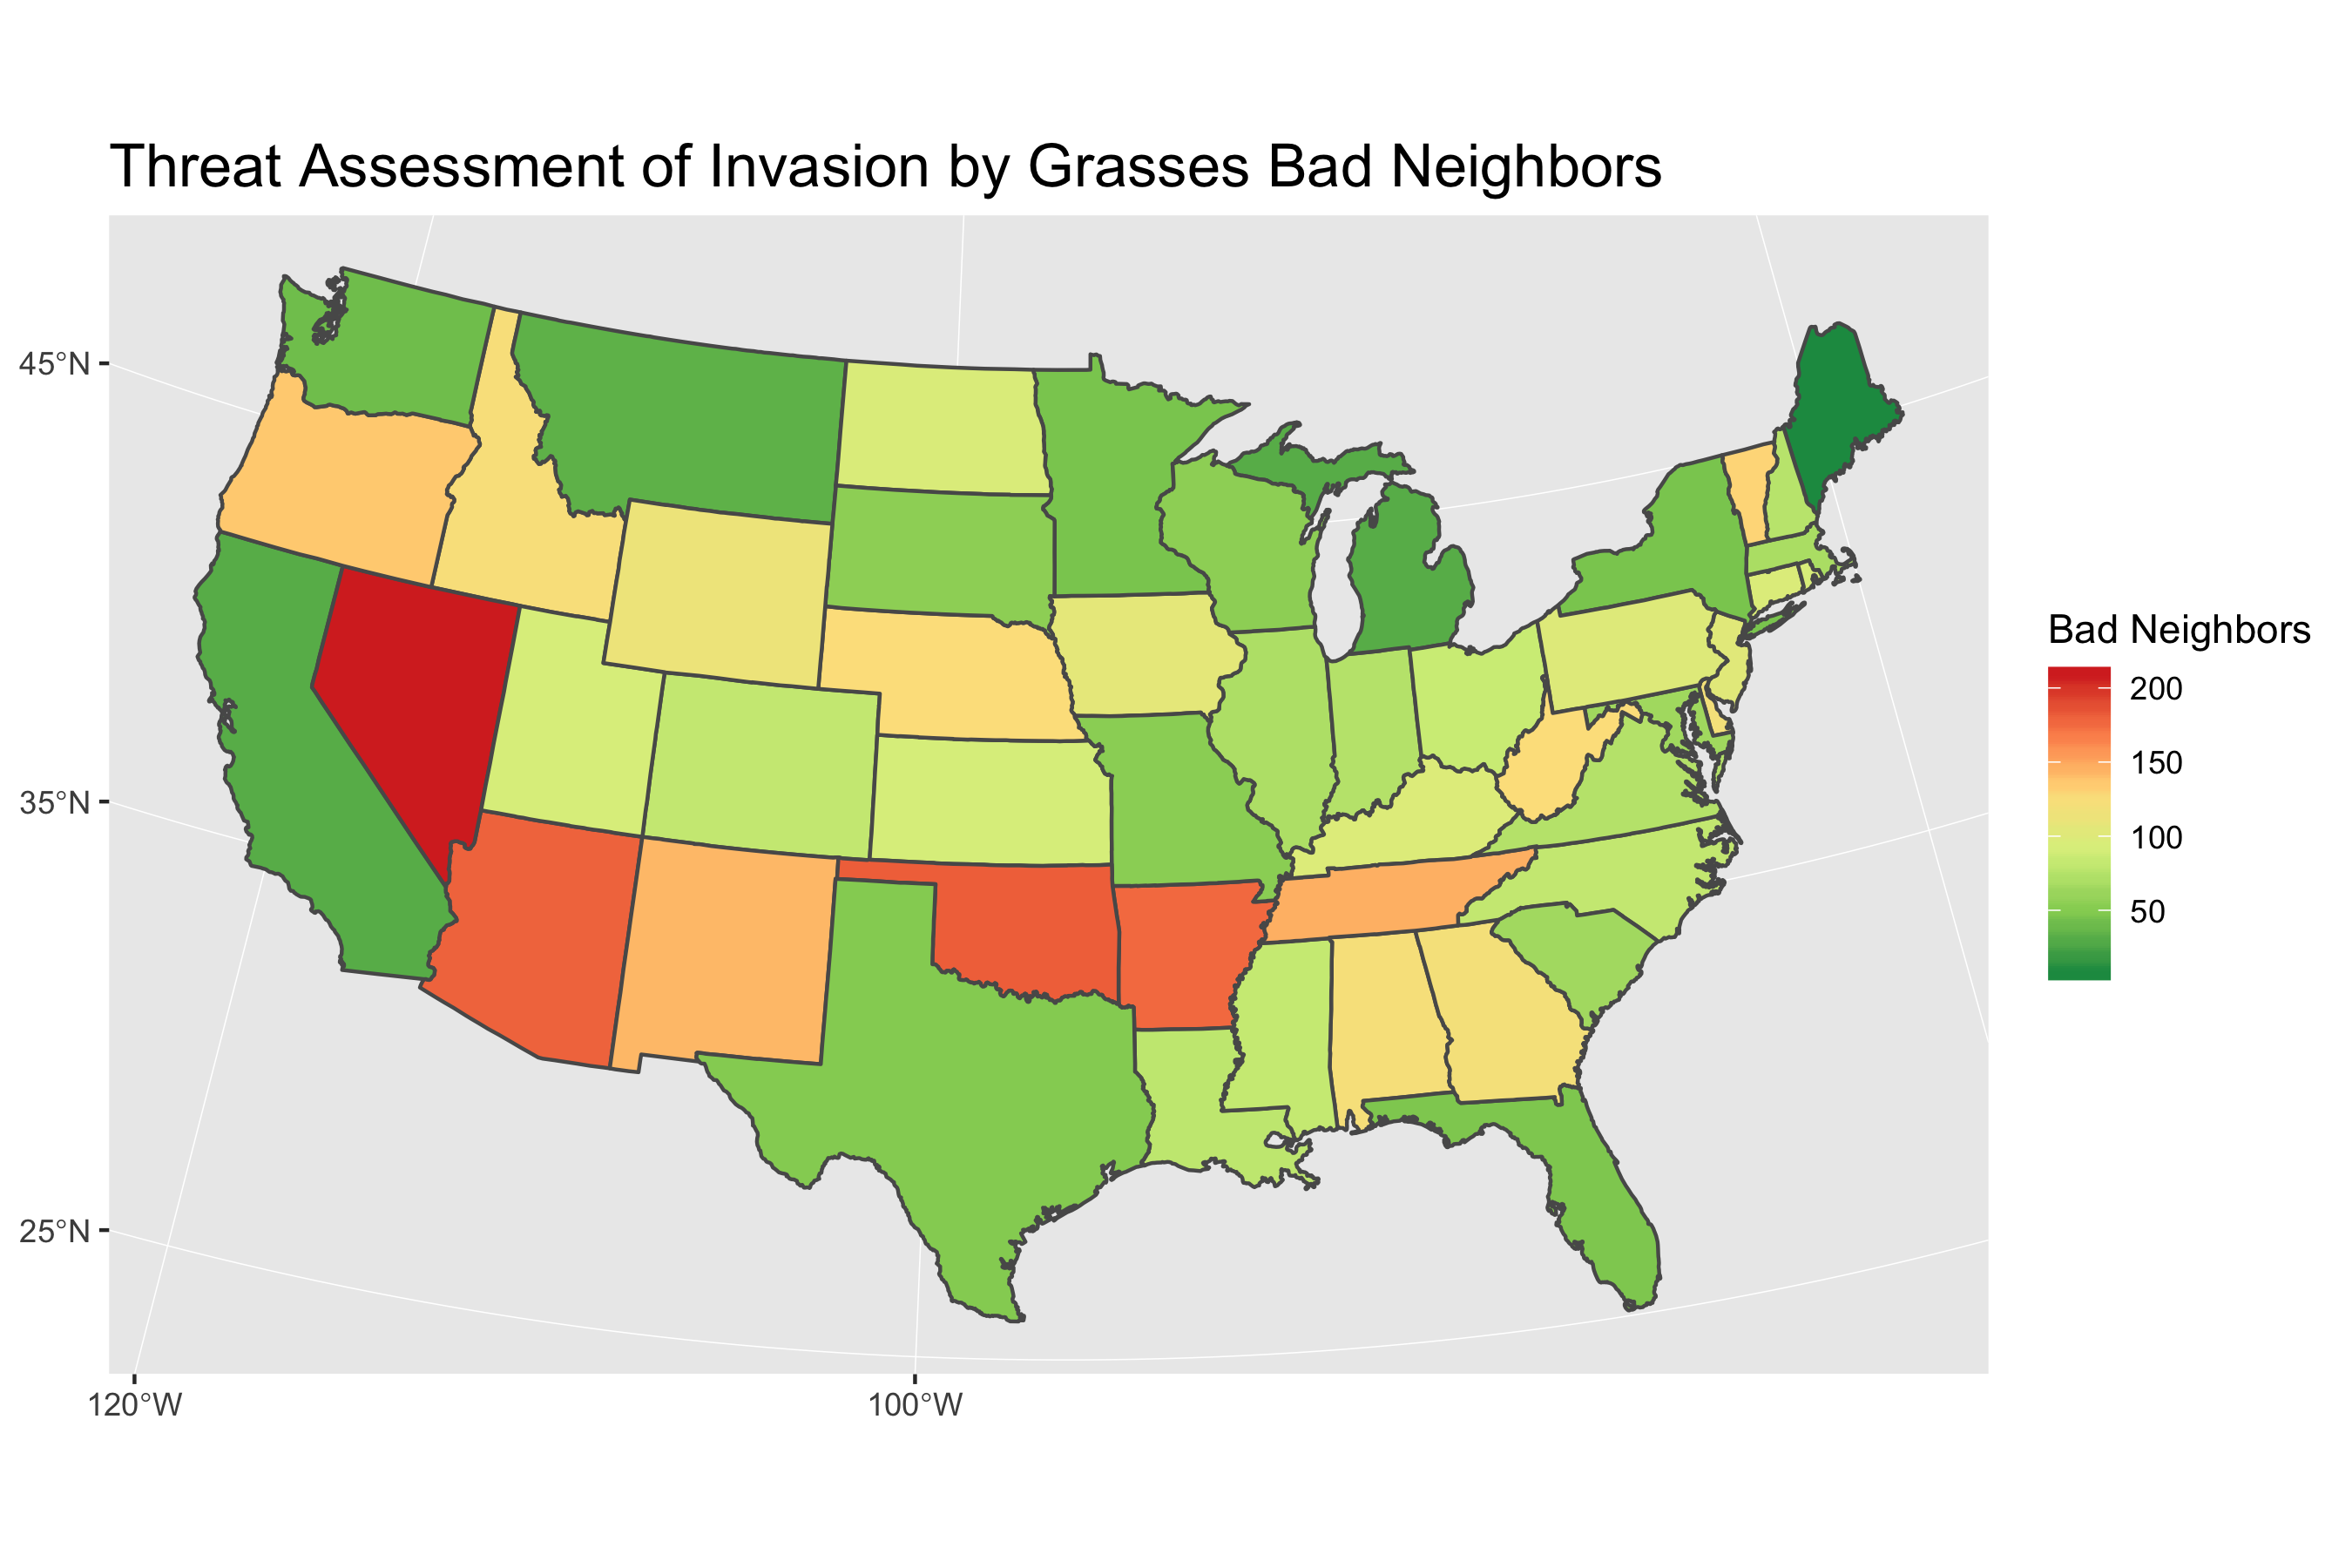 Threat Assessment of Invasion by Grasses Bad Neighbors
45°N
35°N
25°N
120°W
100°W
Bad Neighbors
200
150
100
50